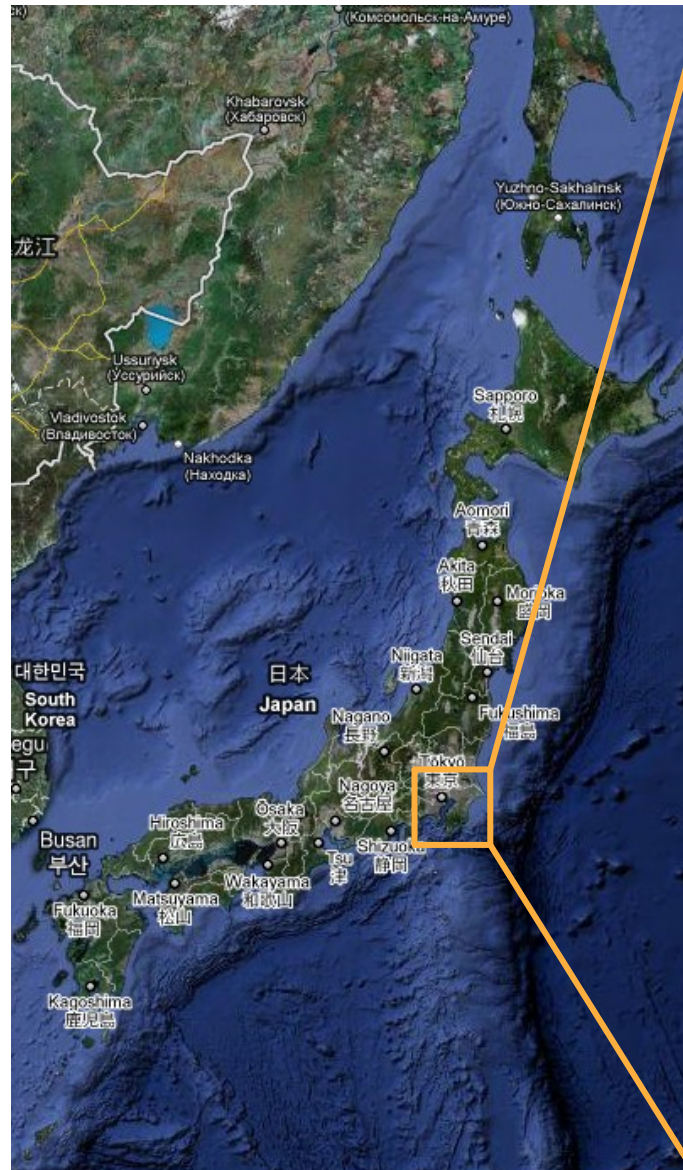 (Комсомольск-на-Амуре)
Khabarovsk
(Хабаровск)
Yuzhno-Sakhalinsk
(Южно-Сахалинск)
龙江
Ussuriysk
(Уссурийск)
Vladivostok
(Владивосток)
Nakhodka
(Находка)
Sapporo
札幌
Aomori
青森
Akita
秋田
Morioka
盛岡
Sendai
仙台
Niigata
新潟
Fukushima
福島
대한민국
South
Korea
日本
Japan
Nagano
長野
Tōkyō
東京
egu
구
Nagoya
名古屋
Ōsaka
大阪
Hiroshima
広島
Busan
부산
Tsu
津
Shizuoka
静岡
Wakayama
和歌山
Matsuyama
松山
Fukuoka
福岡
Kagoshima
鹿児島